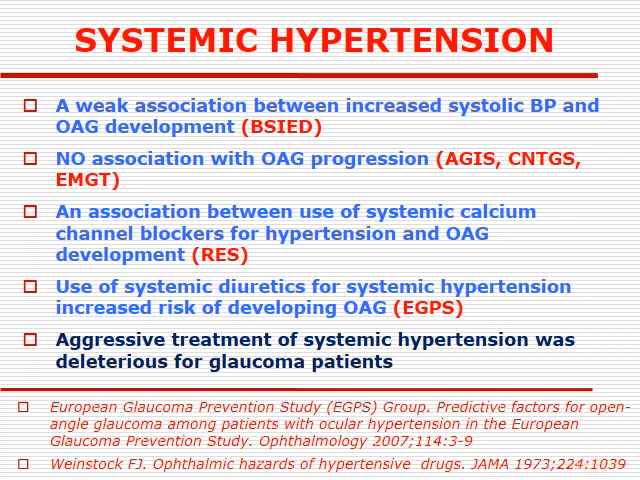 SYSTEMIC HYPERTENSION
A weak association between increased systolic BP and
OAG development (BSIED)
NO association with OAG progression (AGIS, CNTGS,
EMGT)
An association between use of systemic calcium
channel blockers for hypertension and OAG
development (RES)
Use of systemic diuretics for systemic hypertension
increased risk of developing OAG (EGPS)
Aggressive treatment of systemic hypertension was
deleterious for glaucoma patients
European Glaucoma Prevention Study (EGPS) Group. Predictive factors for open-
angle glaucoma among patients with ocular hypertension in the European
Glaucoma Prevention Study. Ophthalmology 2007;114:3-9
Weinstock FJ. Ophthalmic hazards of hypertensive drugs. JAMA 1973;224:1039